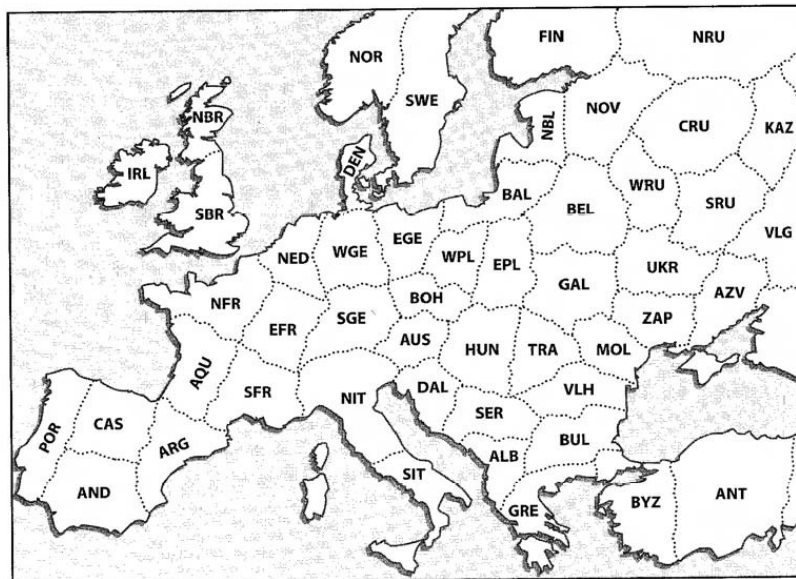 FIN
NRU
NOR
SWE
NBR
NBL
NOV
CRU
KAZ
DEN
IRL
BAL
WRU
SRU
SBR
BEL
VLG
NED
WGE
EGE
WPL
EPL
UKR
GAL
AZV
NFR
BOH
ZAP
EFR
SGE
AUS
HUN
TRA
MOL
AQU
SFR
NIT
DAL
VLH
SER
POR
CAS
ARG
ALB
BUL
SIT
AND
GRE
BYZ
ANT